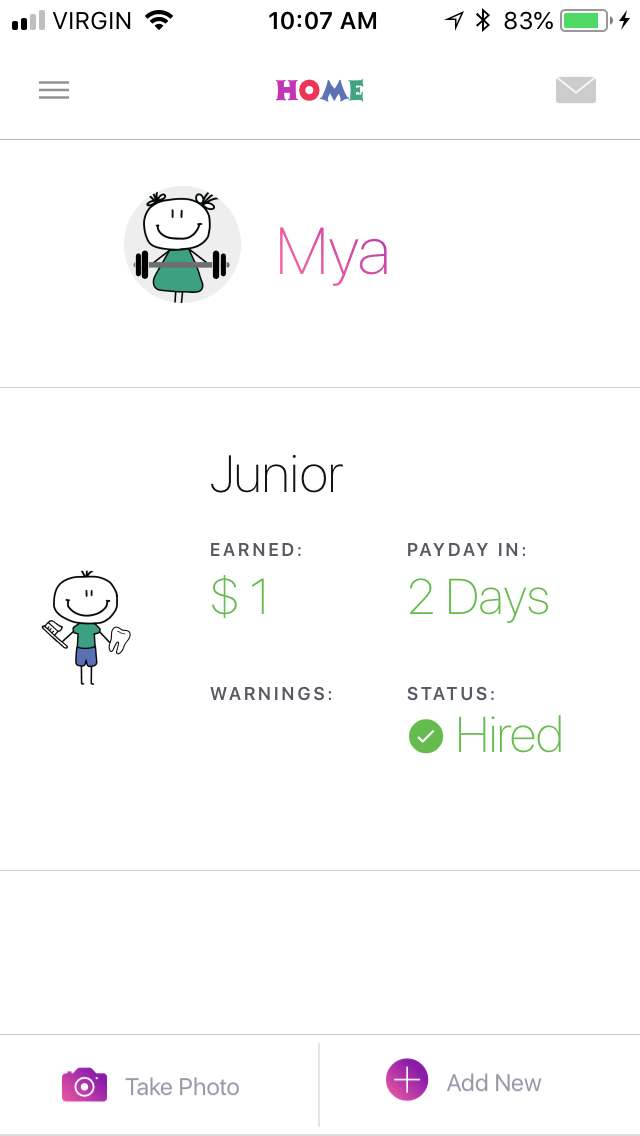 VIRGIN 10:07 AM 83%
HOME
Mya
Junior
EARNED: PAYDAY IN:
$ 1 2 Days
WARNINGS: STATUS:
Hired
Take Photo Add New